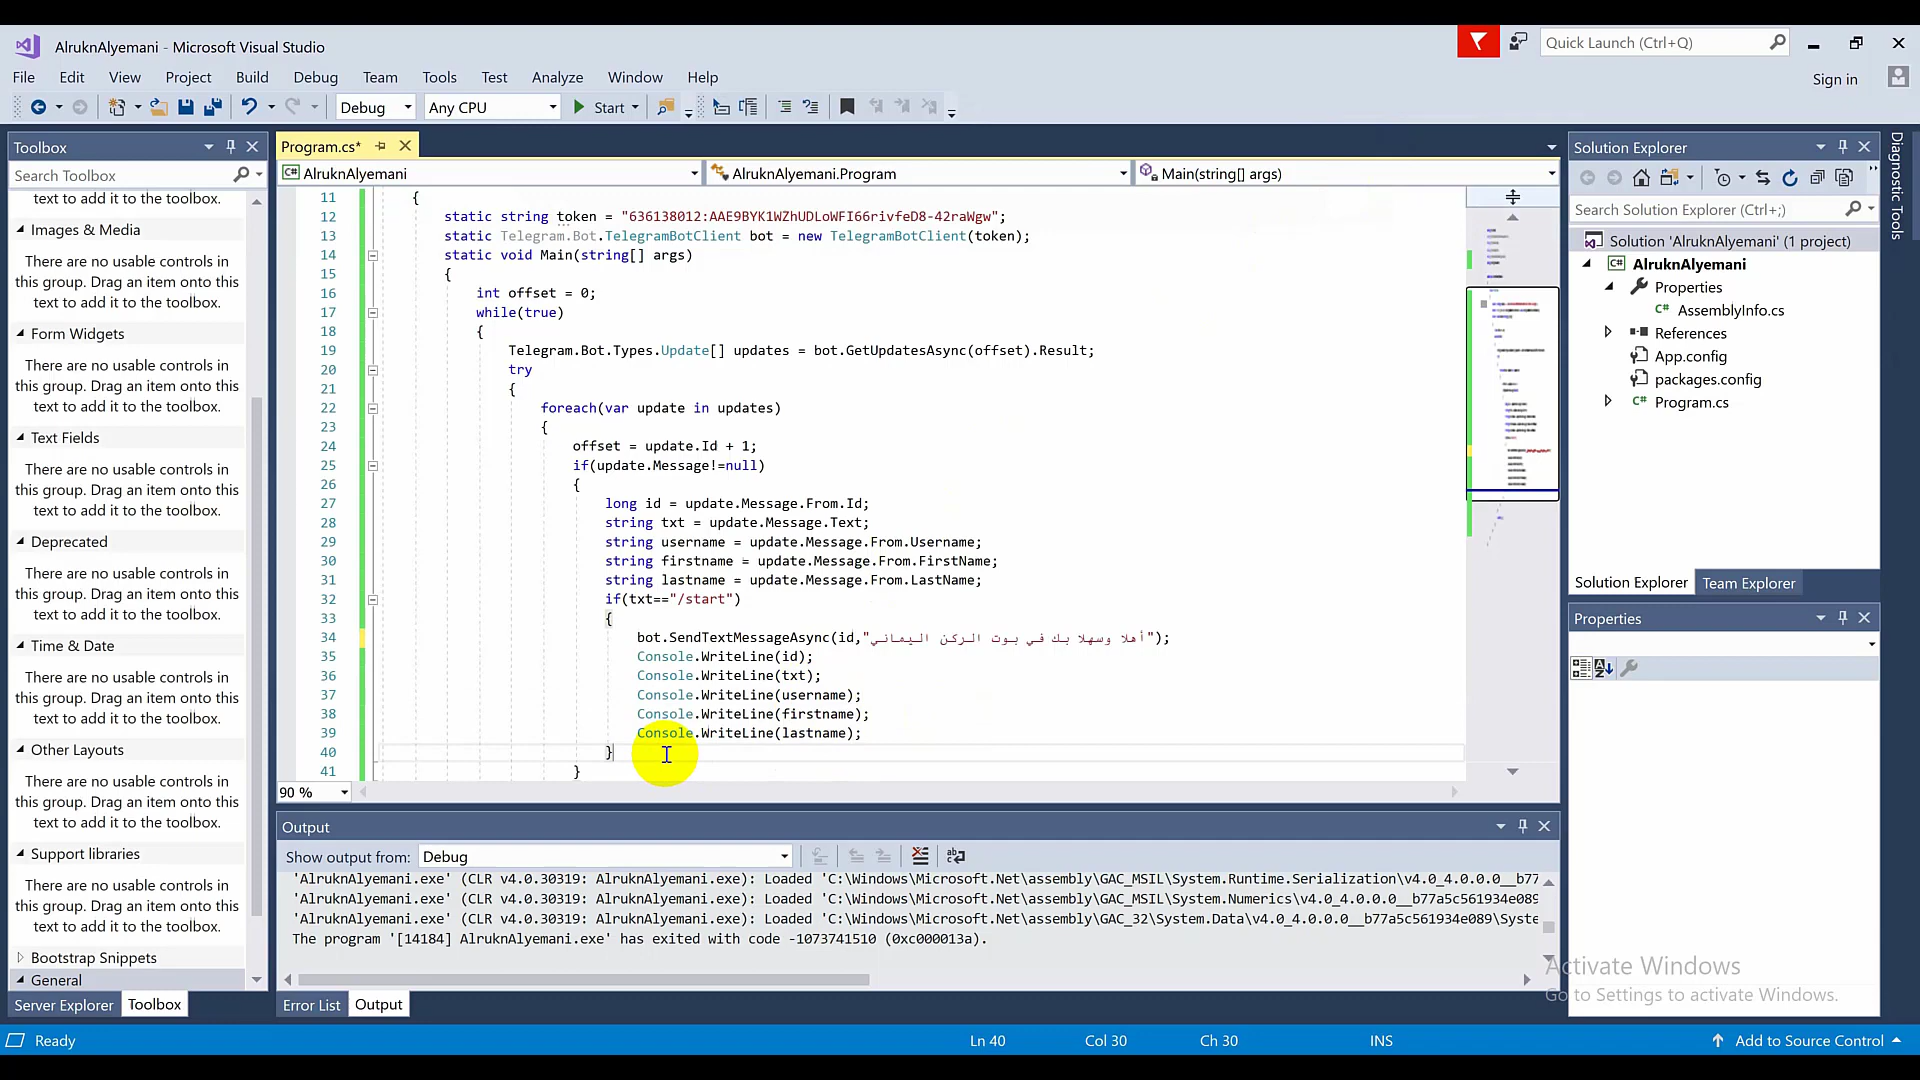 AlruknAlyemani - Microsoft Visual Studio
Quick Launch (Ctrl+Q)
File Edit View Project Build Debug Team Tools Test Analyze Window Help
Sign in
Debug Any CPU Start
Toolbox
Search Toolbox
text to add it to the toolbox.
Images & Media
There are no usable controls in
this group. Drag an item onto this
text to add it to the toolbox.
Form Widgets
There are no usable controls in
this group. Drag an item onto this
text to add it to the toolbox.
Text Fields
There are no usable controls in
this group. Drag an item onto this
text to add it to the toolbox.
Deprecated
There are no usable controls in
this group. Drag an item onto this
text to add it to the toolbox.
Time & Date
There are no usable controls in
this group. Drag an item onto this
text to add it to the toolbox.
Other Layouts
There are no usable controls in
this group. Drag an item onto this
text to add it to the toolbox.
Support libraries
There are no usable controls in
this group. Drag an item onto this
text to add it to the toolbox.
Bootstrap Snippets
General
Server Explorer Toolbox
Program.cs*
AlruknAlyemani AlruknAlyemani.Program Main(string[] args)
11 {
12 static string token = "636138012:AAE9BYK1WZhUDLoWFI66rivfeD8-42raWgw";
13 static Telegram.Bot.TelegramBotClient bot = new TelegramBotClient(token);
14 static void Main(string[] args)
15 {
16 int offset = 0;
17 while(true)
18 {
19 Telegram.Bot.Types.Update[] updates = bot.GetUpdatesAsync(offset).Result;
20 try
21 {
22 foreach(var update in updates)
23 {
24 offset = update.Id + 1;
25 if(update.Message!=null)
26 {
27 long id = update.Message.From.Id;
28 string txt = update.Message.Text;
29 string username = update.Message.From.Username;
30 string firstname = update.Message.From.FirstName;
31 string lastname = update.Message.From.LastName;
32 if(txt=="/start")
33 {
34 bot.SendTextMessageAsync(id,"أهلا وسهلا بك في بوت الركن اليماني");
35 Console.WriteLine(id);
36 Console.WriteLine(txt);
37 Console.WriteLine(username);
38 Console.WriteLine(firstname);
39 Console.WriteLine(lastname);
40 }
41 }
90 %
Output
Show output from: Debug
'AlruknAlyemani.exe' (CLR v4.0.30319: AlruknAlyemani.exe): Loaded 'C:\Windows\Microsoft.Net\assembly\GAC_MSIL\System.Runtime.Serialization\v4.0_4.0.0.0__b77
'AlruknAlyemani.exe' (CLR v4.0.30319: AlruknAlyemani.exe): Loaded 'C:\Windows\Microsoft.Net\assembly\GAC_MSIL\System.Numerics\v4.0_4.0.0.0__b77a5c561934e089
'AlruknAlyemani.exe' (CLR v4.0.30319: AlruknAlyemani.exe): Loaded 'C:\Windows\Microsoft.Net\assembly\GAC_32\System.Data\v4.0_4.0.0.0__b77a5c561934e089\Syste
The program '[14184] AlruknAlyemani.exe' has exited with code -1073741510 (0xc000013a).
Error List Output
Solution Explorer
Search Solution Explorer (Ctrl+;)
Solution 'AlruknAlyemani' (1 project)
AlruknAlyemani
Properties
AssemblyInfo.cs
References
App.config
packages.config
Program.cs
Solution Explorer Team Explorer
Properties
Diagnostic Tools
Activate Windows
Go to Settings to activate Windows.
Ready Ln 40 Col 30 Ch 30 INS Add to Source Control